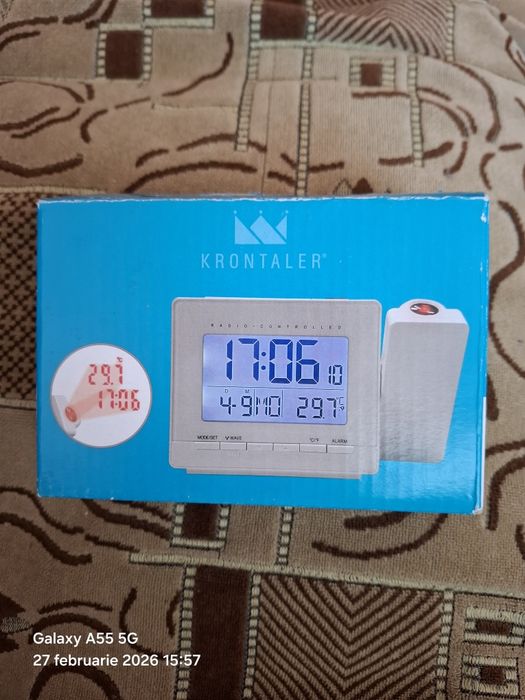 KRONTALER®
RADIO-CONTROLLED
17:06 10
D M
4-9 MO 29.7°C
MODE/SET WAVE °C/F ALARM
29.7 °C
17:06
Galaxy A55 5G
27 februarie 2026 15:57